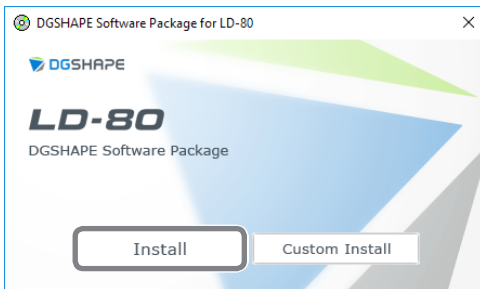 DGSHAPE Software Package for LD-80
DGSHAPE
LD-80
DGSHAPE Software Package
Install
Custom Install